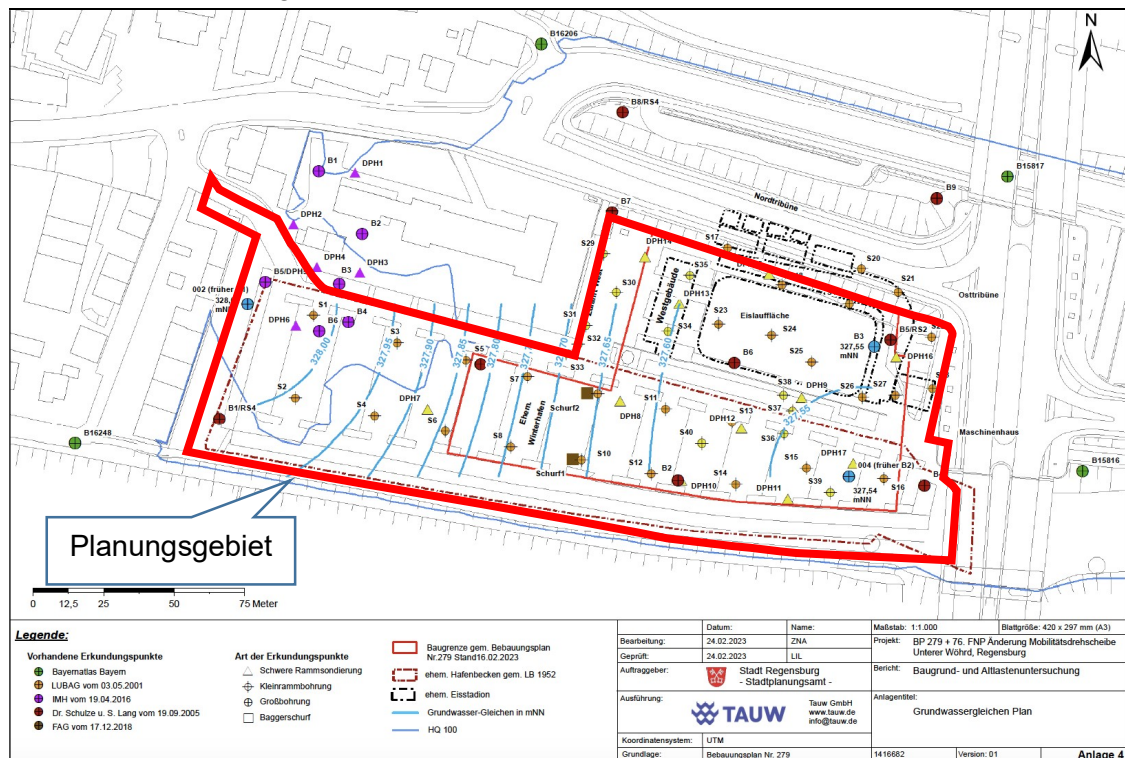 B16206
N
B8/RS4
B15817
B1
DPH1
B9
Nordtribüne
DPH2
B2
B7
S17
S29
DPH14
DPH4
DPH3
S20
B5/DPH5
B3
S35
S21
S30
002 (früher
328,
mNN
Westgebäude
DPH13
Osttribüne
S1
Eislauffläche
S31
B6
B4
DPH6
S34
S23
S24
B3
327,55
mNN
B5/RS2
S3
S32
328,00
327,95
327,90
327,85
327,80
327,65
327,60
S5
S33
B6
S25
DPH16
S7
S2
Ehem.
Winterhafen
S38
DPH9
S26
S27
S4
DPH7
Schurf2
S11
S37
327,55
B1/RS4
S6
DPH8
DPH12
S13
Maschinenhaus
B16248
S8
S40
S36
S10
DPH17
Schurf1
S12
B2
S14
S15
004 (früher B2)
B15816
DPH10
DPH11
S39
327,54
mNN
S16
Planungsgebiet
0 12,5 25 50 75 Meter
Legende:
Vorhandene Erkundungspunkte
Bayernatlas Bayern
LUBAG vom 03.05.2001
IMH vom 19.04.2016
Dr. Schulze u. S. Lang vom 19.09.2005
FAG vom 17.12.2018
Art der Erkundungspunkte
Schwere Rammsondierung
Kleinrammbohrung
Großbohrung
Baggerschurf
Baugrenze gem. Bebauungsplan
Nr.279 Stand16.02.2023
ehem. Hafenbecken gem. LB 1952
ehem. Eisstadion
Grundwasser-Gleichen in mNN
HQ 100
Datum: Name: Maßstab: 1:1.000 Blattgröße: 420 x 297 mm (A3)
Bearbeitung: 24.02.2023 ZNA
Geprüft: 24.02.2023 LIL
Projekt: BP 279 + 76. FNP Änderung Mobilitätsdrehscheibe
Unterer Wöhrd, Regensburg
Auftraggeber: Stadt Regensburg
- Stadtplanungsamt -
Bericht: Baugrund- und Altlastenuntersuchung
Ausführung: TAUW
Tauw GmbH
www.tauw.de
info@tauw.de
Anlagentitel:
Grundwassergleichen Plan
Koordinatensystem: UTM
Grundlage: Bebauungsplan Nr. 279
1416682 Version: 01 Anlage 4